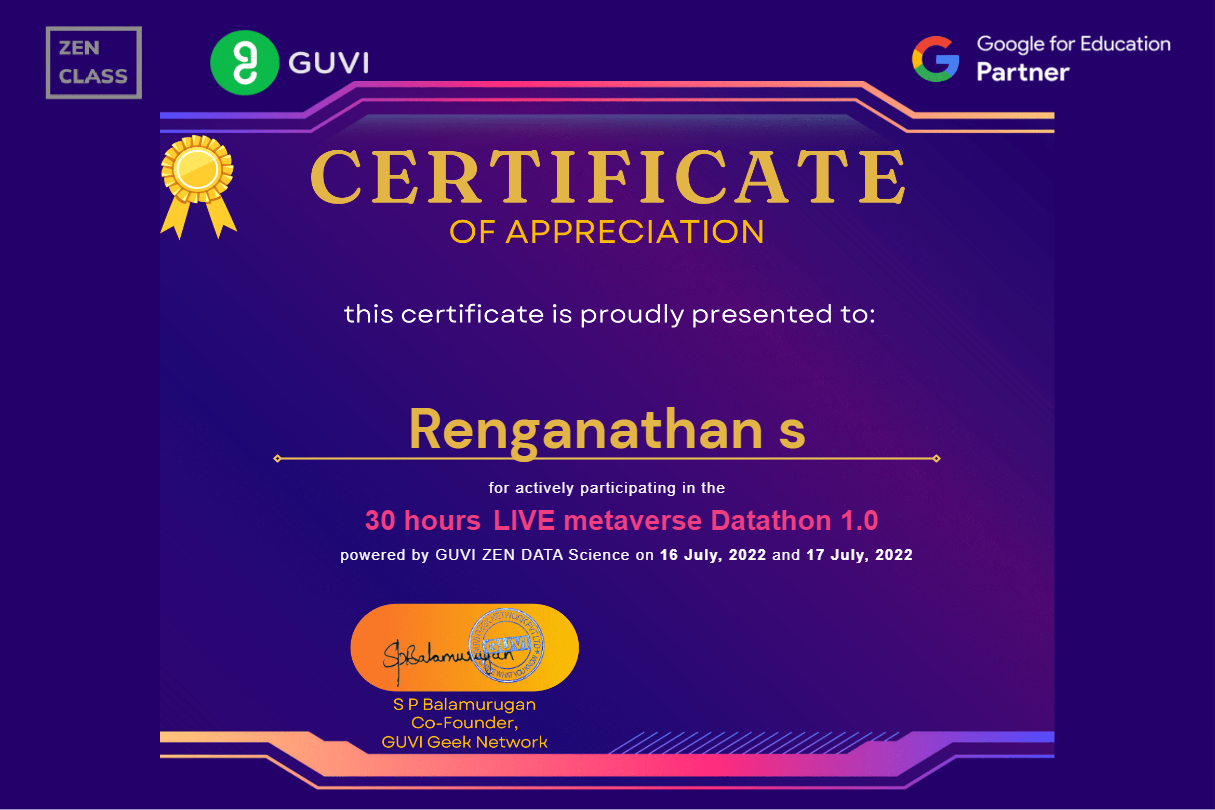 ZEN
CLASS
GUVI
Google for Education
Partner
CERTIFICATE
OF APPRECIATION
this certificate is proudly presented to:
Renganathan s
for actively participating in the
30 hours LIVE metaverse Datathon 1.0
powered by GUVI ZEN DATA Science on 16 July, 2022 and 17 July, 2022
SPBalamurugan
GUVI
S P Balamurugan
Co-Founder,
GUVI Geek Network